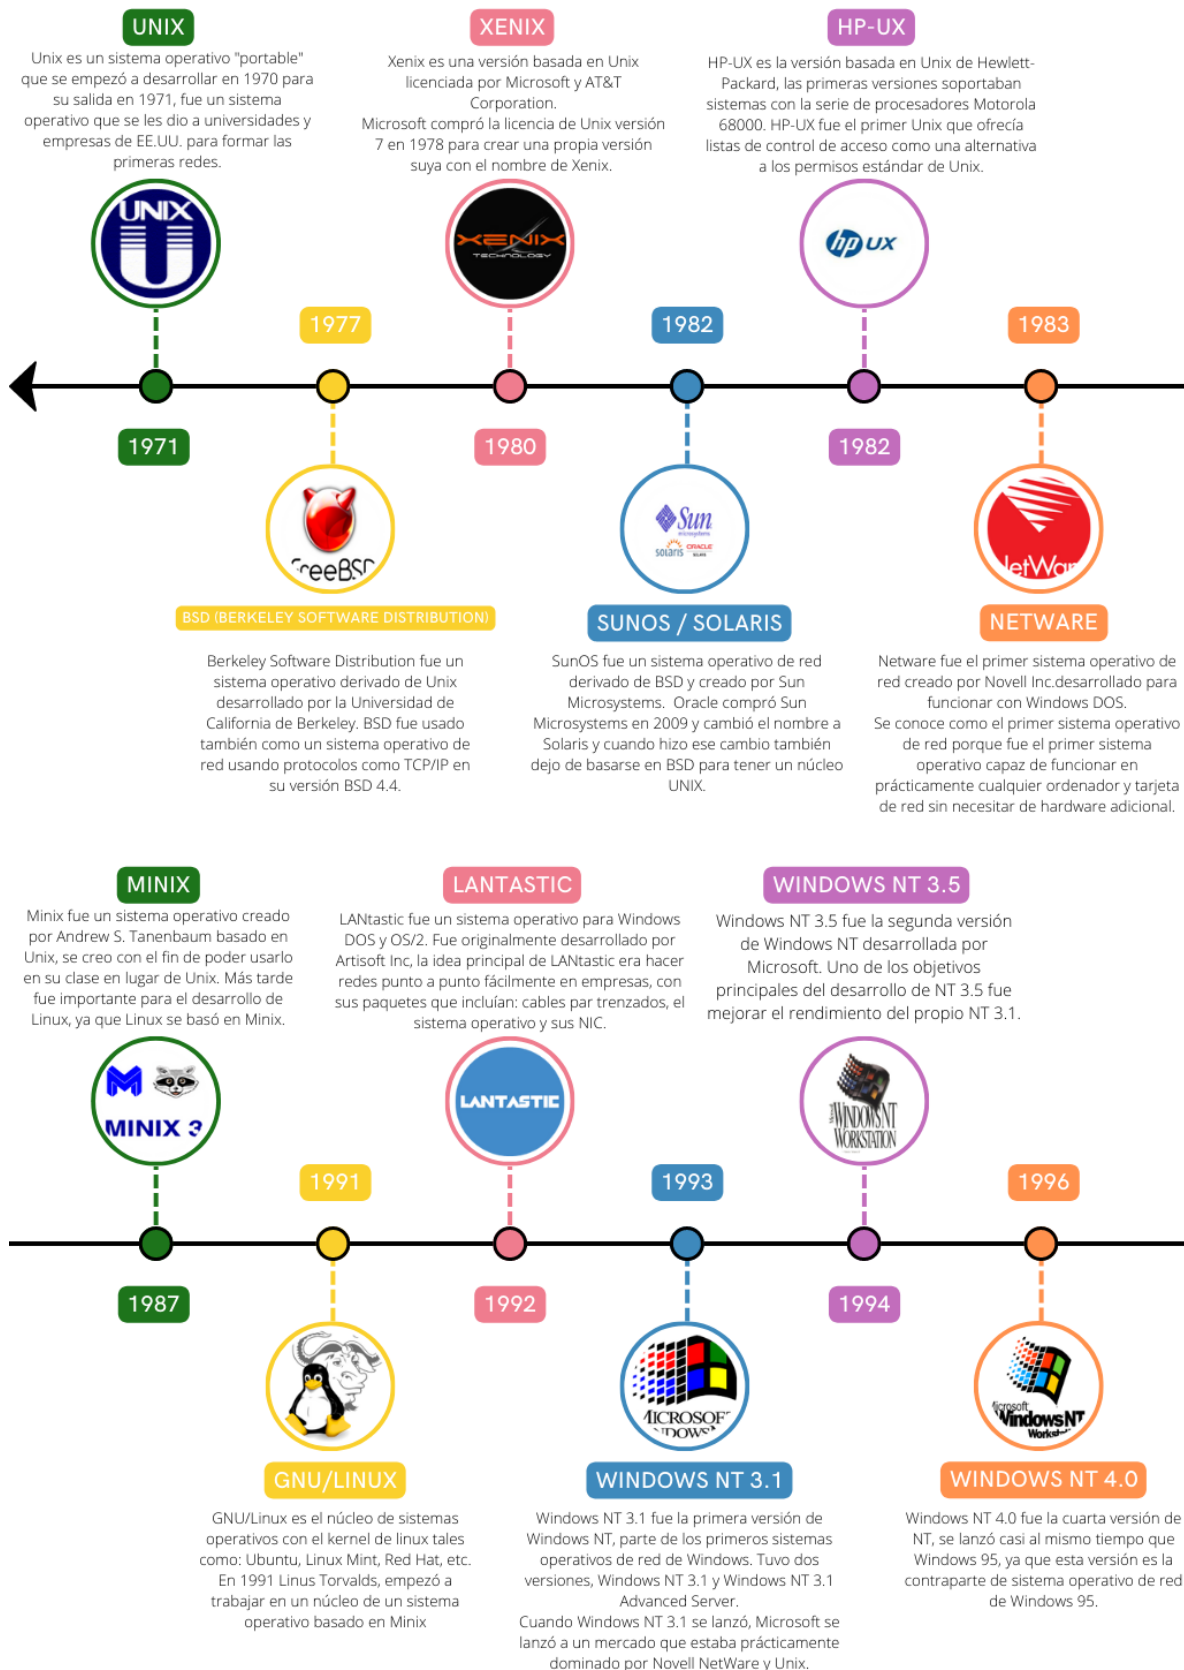 UNIX
Unix es un sistema operativo "portable"
que se empezó a desarrollar en 1970 para
su salida en 1971, fue un sistema
operativo que se les dio a universidades y
empresas de EE.UU. para formar las
primeras redes.
UNIX
1971
XENIX
Xenix es una versión basada en Unix
licenciada por Microsoft y AT&T
Corporation.
Microsoft compró la licencia de Unix versión
7 en 1978 para crear una propia versión
suya con el nombre de Xenix.
XENIX
TECHNOLOGY
1980
HP-UX
HP-UX es la versión basada en Unix de Hewlett-
Packard, las primeras versiones soportaban
sistemas con la serie de procesadores Motorola
68000. HP-UX fue el primer Unix que ofrecía
listas de control de acceso como una alternativa
a los permisos estándar de Unix.
hp UX
1982
1977
FreeBSD
BSD (BERKELEY SOFTWARE DISTRIBUTION)
Berkeley Software Distribution fue un
sistema operativo derivado de Unix
desarrollado por la Universidad de
California de Berkeley. BSD fue usado
también como un sistema operativo de
red usando protocolos como TCP/IP en
su versión BSD 4.4.
1982
Sun
microsystems
solaris ORACLE
SOLARIS
SUNOS / SOLARIS
SunOS fue un sistema operativo de red
derivado de BSD y creado por Sun
Microsystems. Oracle compró Sun
Microsystems en 2009 y cambió el nombre a
Solaris y cuando hizo ese cambio también
dejo de basarse en BSD para tener un núcleo
UNIX.
1983
NetWar
NETWARE
Netware fue el primer sistema operativo de
red creado por Novell Inc.desarrollado para
funcionar con Windows DOS.
Se conoce como el primer sistema operativo
de red porque fue el primer sistema
operativo capaz de funcionar en
prácticamente cualquier ordenador y tarjeta
de red sin necesitar de hardware adicional.
MINIX
Minix fue un sistema operativo creado
por Andrew S. Tanenbaum basado en
Unix, se creo con el fin de poder usarlo
en su clase en lugar de Unix. Más tarde
fue importante para el desarrollo de
Linux, ya que Linux se basó en Minix.
MINIX 3
1987
LANTASTIC
LANtastic fue un sistema operativo para Windows
DOS y OS/2. Fue originalmente desarrollado por
Artisoft Inc, la idea principal de LANtastic era hacer
redes punto a punto fácilmente en empresas, con
sus paquetes que incluían: cables par trenzados, el
sistema operativo y sus NIC.
LANTASTIC
1992
WINDOWS NT 3.5
Windows NT 3.5 fue la segunda versión
de Windows NT desarrollada por
Microsoft. Uno de los objetivos
principales del desarrollo de NT 3.5 fue
mejorar el rendimiento del propio NT 3.1.
WINDOWS NT
WORKSTATION
1994
1991
GNU/LINUX
GNU/Linux es el núcleo de sistemas
operativos con el kernel de linux tales
como: Ubuntu, Linux Mint, Red Hat, etc.
En 1991 Linus Torvalds, empezó a
trabajar en un núcleo de un sistema
operativo basado en Minix
1993
MICROSOFT
WINDOWS
WINDOWS NT 3.1
Windows NT 3.1 fue la primera versión de
Windows NT, parte de los primeros sistemas
operativos de red de Windows. Tuvo dos
versiones, Windows NT 3.1 y Windows NT 3.1
Advanced Server.
Cuando Windows NT 3.1 se lanzó, Microsoft se
lanzó a un mercado que estaba prácticamente
dominado por Novell NetWare y Unix.
1996
Microsoft
Windows NT
Workstation
WINDOWS NT 4.0
Windows NT 4.0 fue la cuarta versión de
NT, se lanzó casi al mismo tiempo que
Windows 95, ya que esta versión es la
contraparte de sistema operativo de red
de Windows 95.